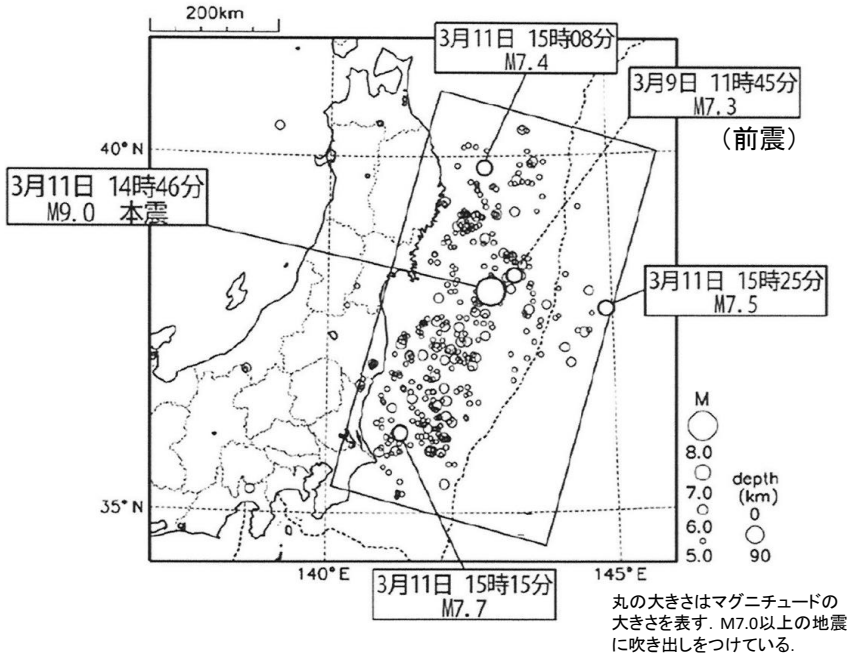 200km
3月11日 15時08分
M7.4
3月9日 11時45分
M7.3
(前震)
40°N
3月11日 14時46分
M9.0 本震
3月11日 15時25分
M7.5
M
8.0
7.0
6.0
5.0
depth
(km)
0
90
35°N
140°E
145°E
3月11日 15時15分
M7.7
丸の大きさはマグニチュードの
大きさを表す．M7.0以上の地震
に吹き出しをつけている.